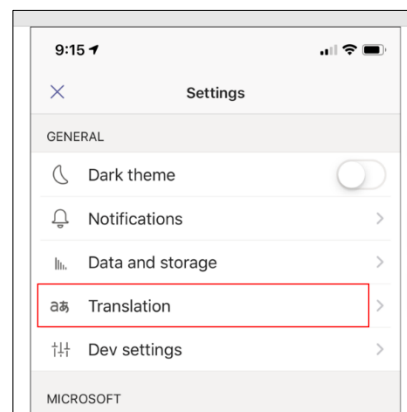 9:15
Settings
GENERAL
Dark theme
Notifications
Data and storage
aあ Translation
Dev settings
MICROSOFT